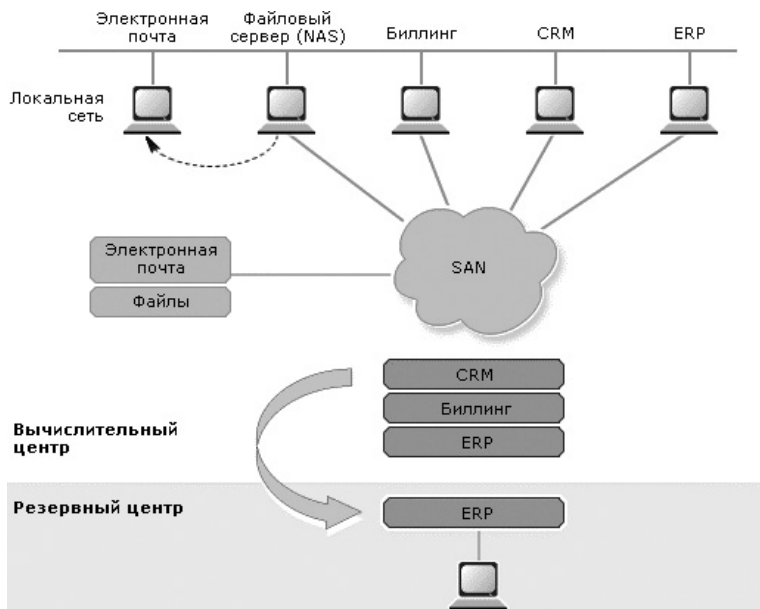 Электронная
почта
Файловый
сервер (NAS)
Биллинг
CRM
ERP
Локальная
сеть
Электронная
почта
Файлы
SAN
CRM
Биллинг
ERP
Вычислительный
центр
Резервный центр
ERP